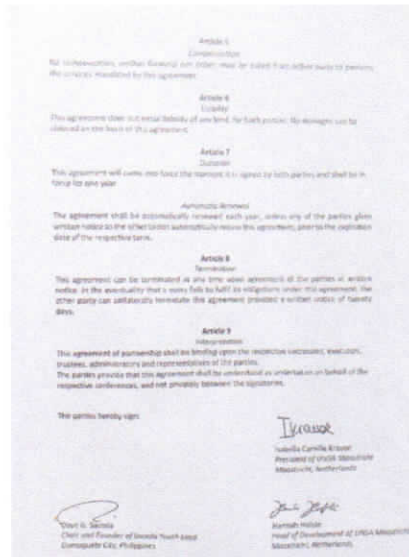 Article 5
Compensation
No compensation, neither financial nor other, may be asked from either party to perform
the services mandated by this agreement.
Article 6
Liability
This agreement does not entail liability of any kind, for both parties. No damages can be
claimed on the basis of this agreement.
Article 7
Duration
This agreement will come into force the moment it is signed by both parties and shall be in
force for one year
Automatic Renewal
The agreement shall be automatically renewed each year, unless any of the parties gives
written notice to the other not to automatically renew this agreement, prior to the expiration
date of the respective term.
Article 8
Termination
This agreement can be terminated at any time upon agreement of the parties in written
notice. In the eventuality that a party fails to fulfil its obligations under this agreement, the
other party can unilaterally terminate this agreement provided a written notice of twenty
days.
Article 9
Interpretation
This agreement of partnership shall be binding upon the respective successors, executors,
trustees, administrators and representatives of the parties.
The parties provide that this agreement shall be understood as undertaken on behalf of the
respective conferences, and not privately between the signatories.
The parties hereby sign:
Isabella Camilla Krause
President of UNSA Maastricht
Maastricht, Netherlands
Chair and Founder of Youth Lead
Dumaguete City, Philippines
Hannah
Head of Development of UNSA Maastricht
Maastricht, Netherlands